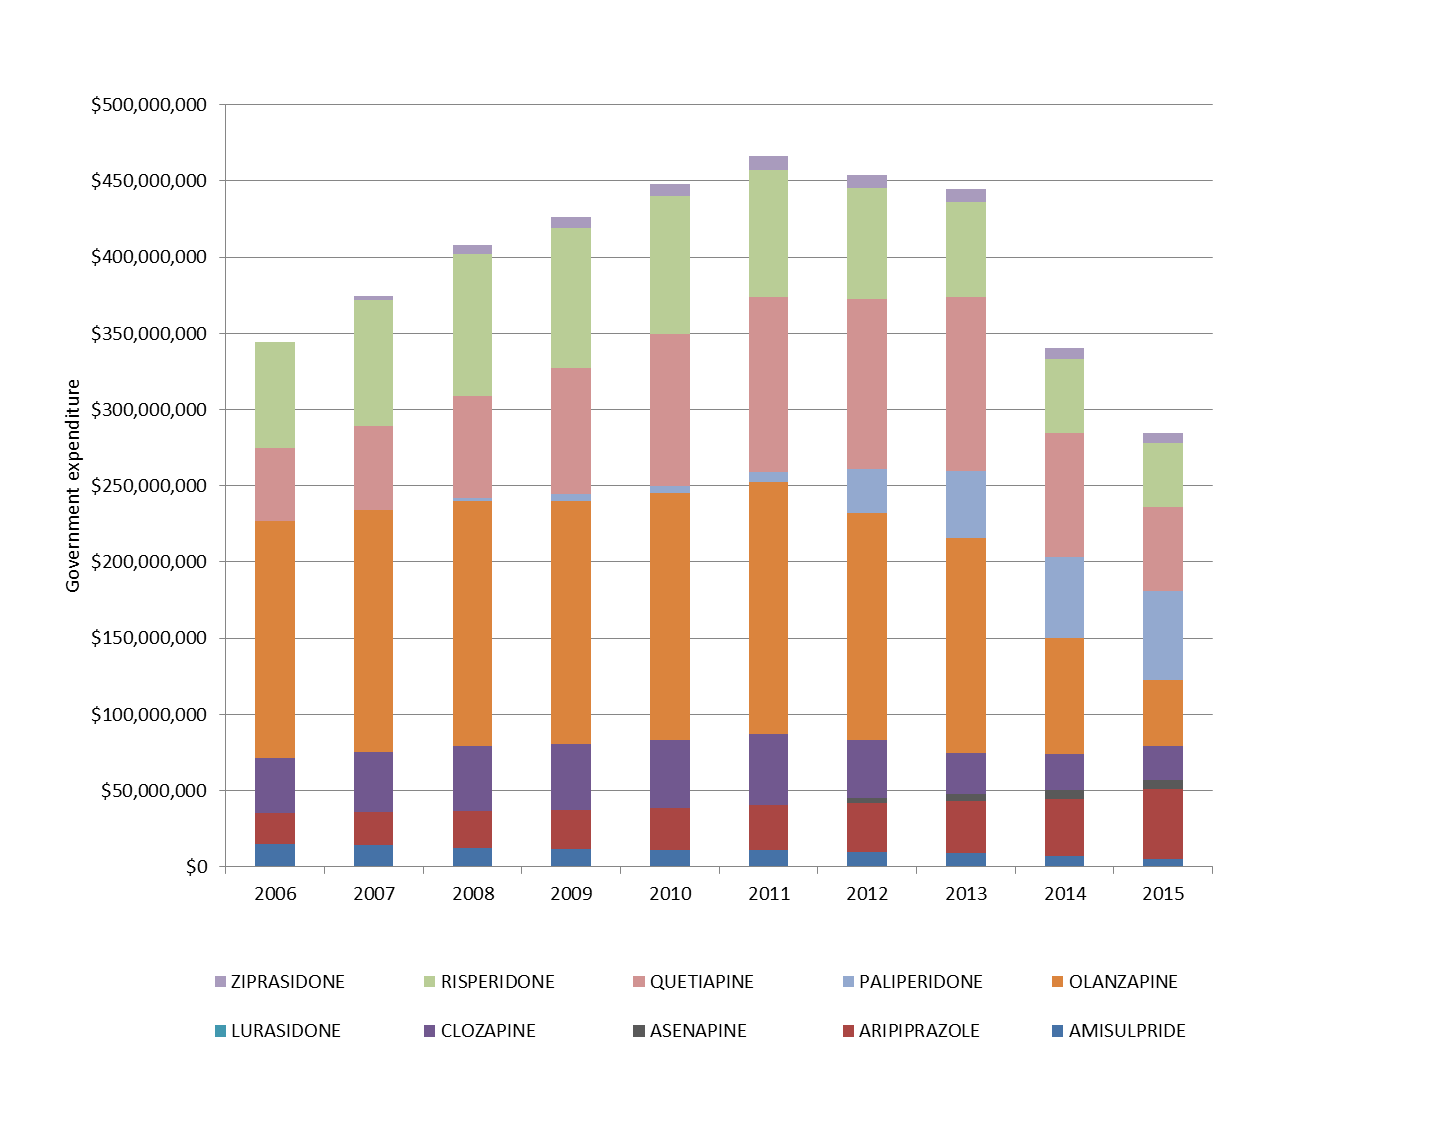 $500,000,000
$450,000,000
$400,000,000
$350,000,000
$300,000,000
$250,000,000
$200,000,000
$150,000,000
$100,000,000
$50,000,000
$0
Government expenditure
2006 2007 2008 2009 2010 2011 2012 2013 2014 2015
ZIPRASIDONE RISPERIDONE QUETIAPINE PALIPERIDONE OLANZAPINE
LURASIDONE CLOZAPINE ASENAPINE ARIPIPRAZOLE AMISULPRIDE